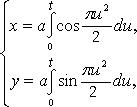 x = a∫₀ᵗ cos πu²/2 du,
y = a∫₀ᵗ sin πu²/2 du,